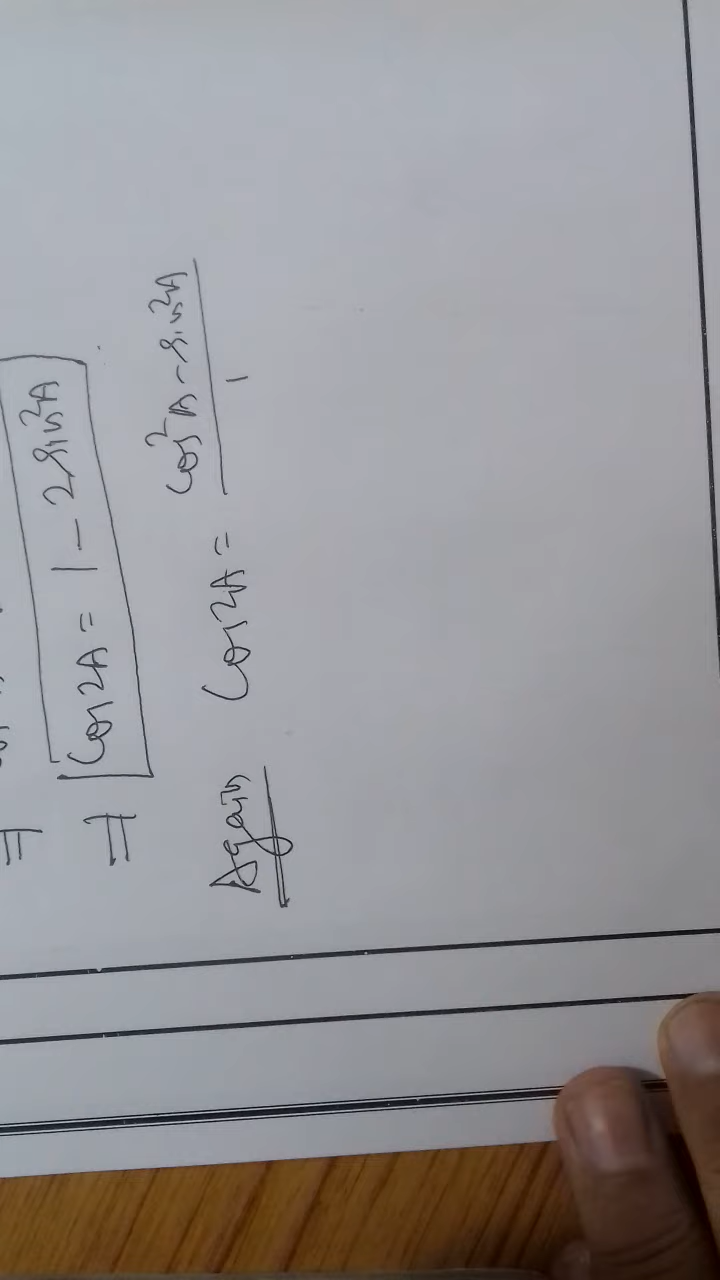 ⇒
⇒ Cos2A = 1 - 2sin²A
Again Cos2A = cos²A - sin²A / 1